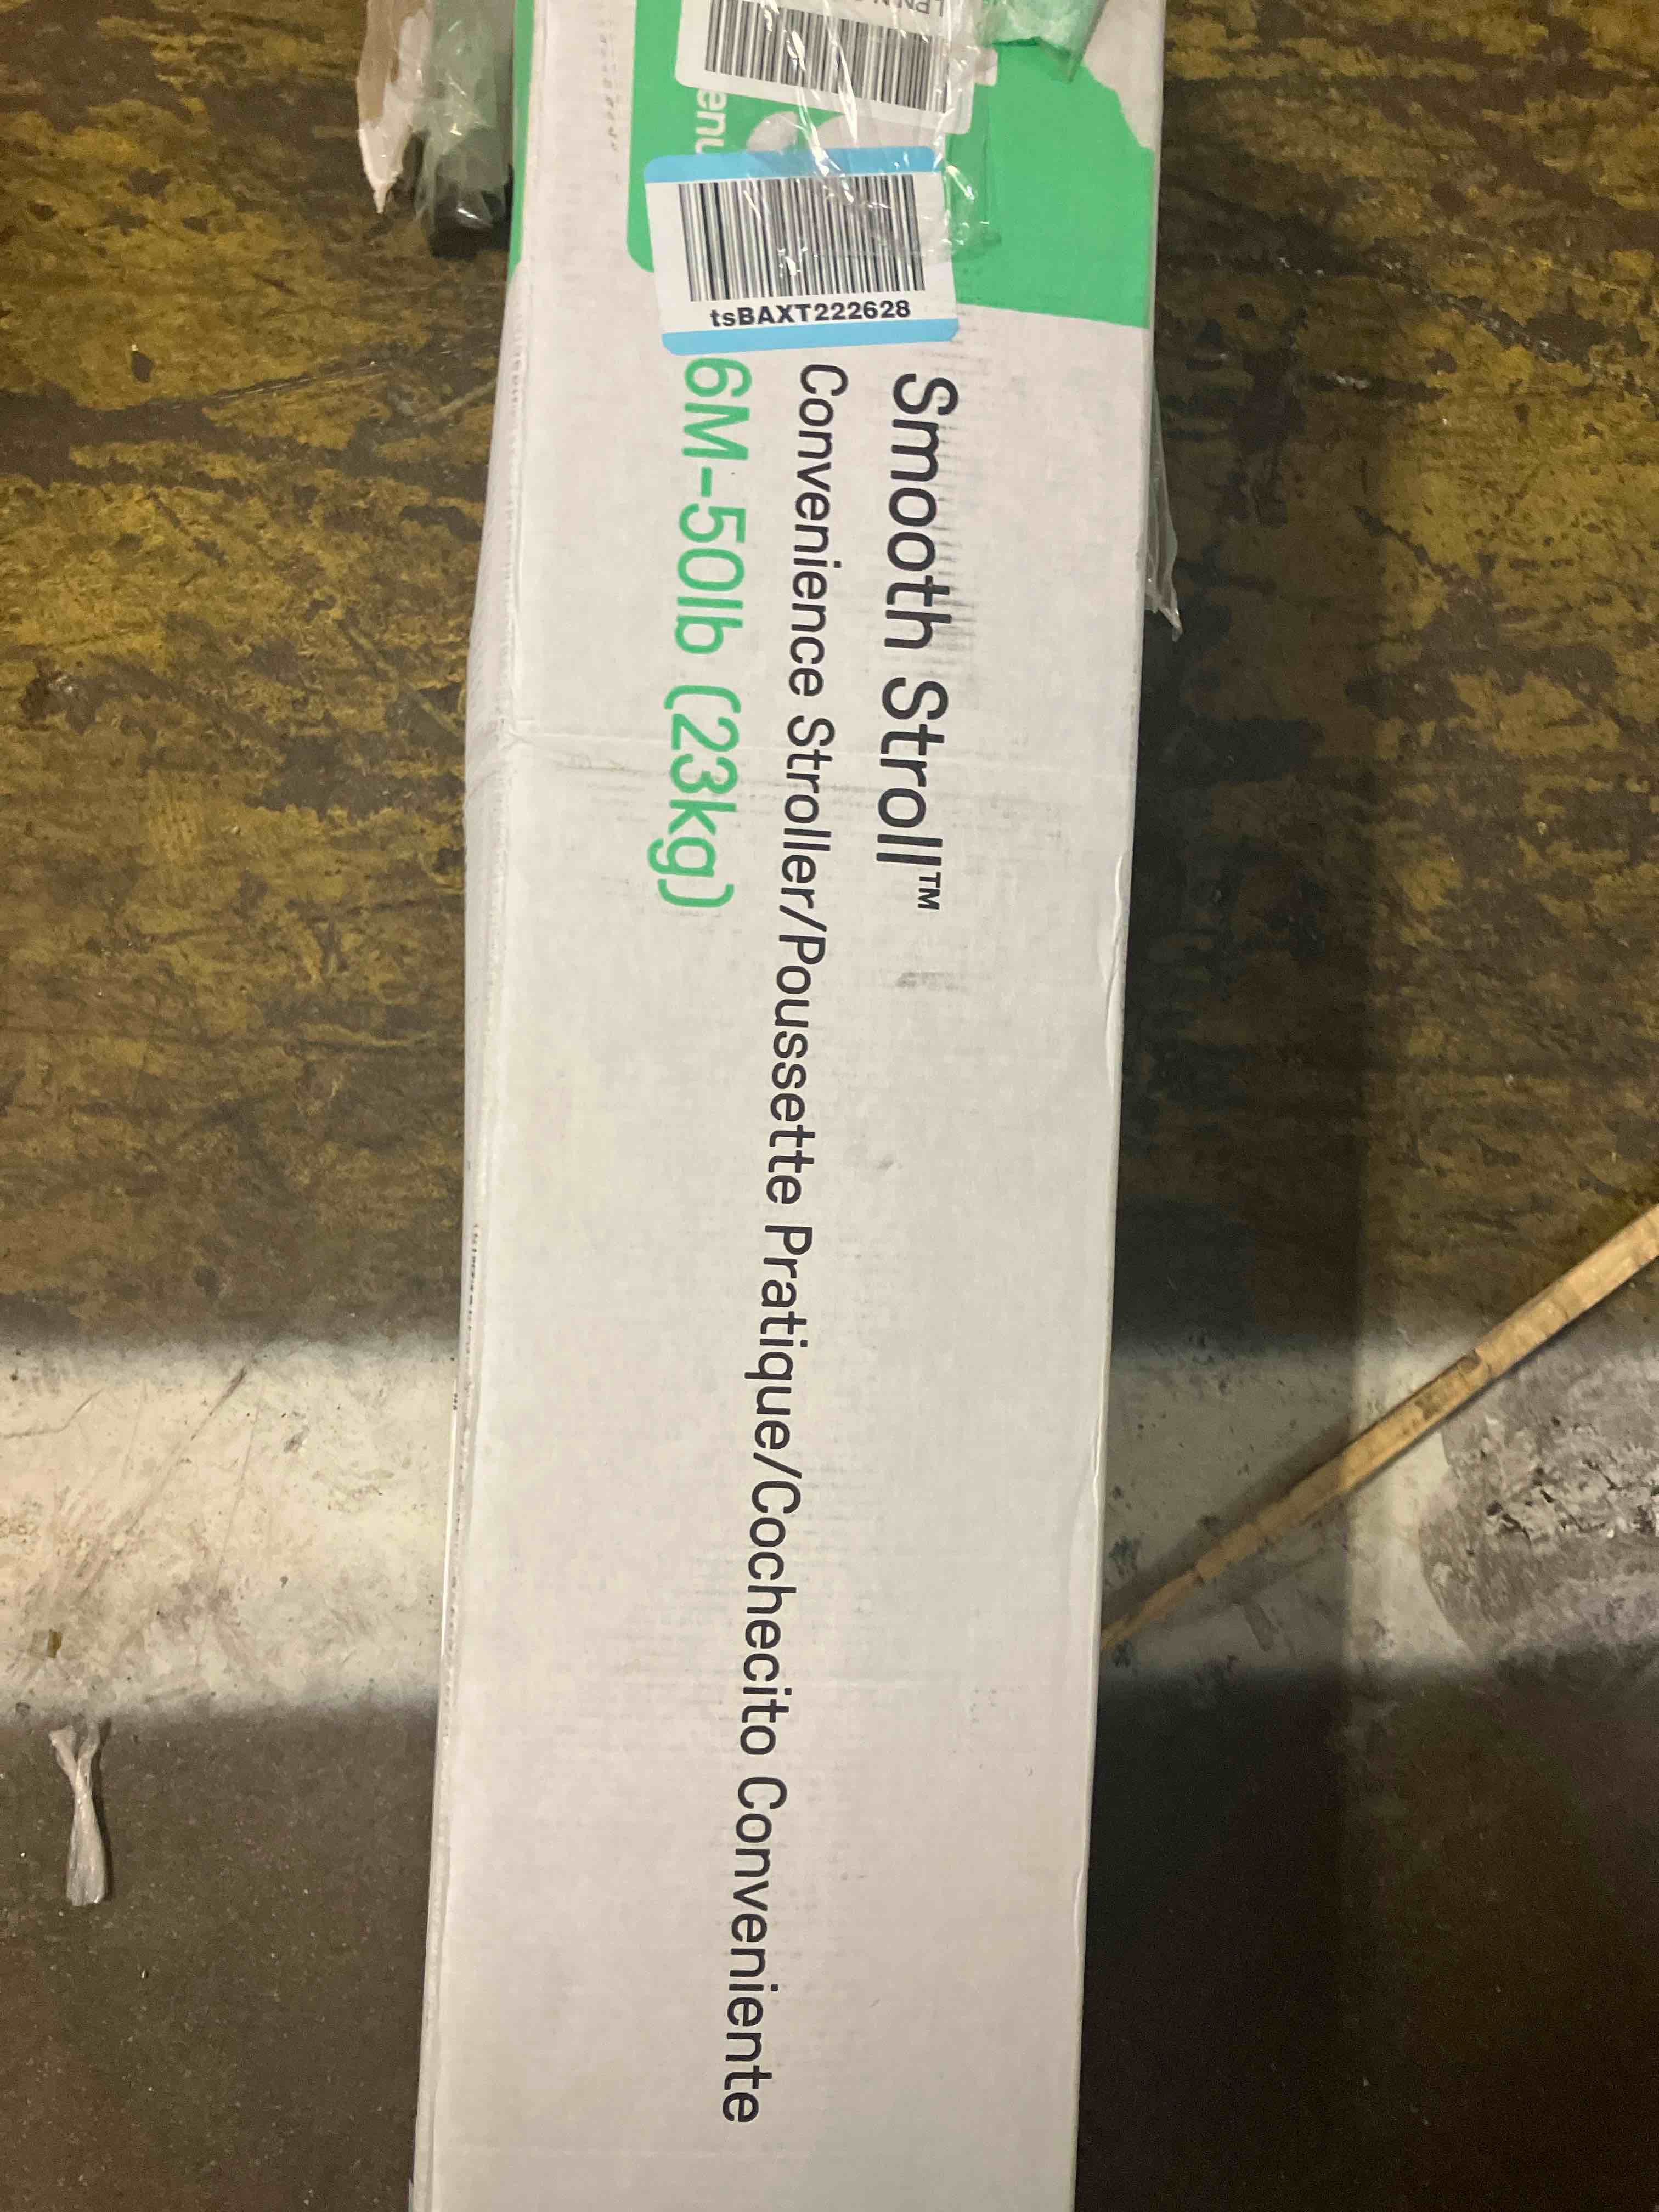 tsBAXT222628
Smooth Stroll™
Convenience Stroller/Poussette Pratique/Cochecito Conveniente
6M-50lb (23kg)